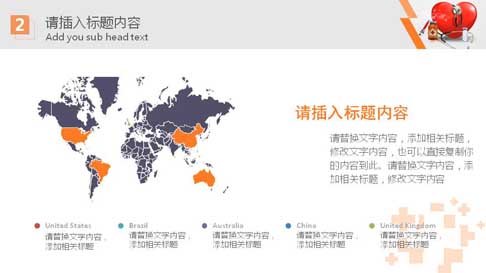 2
请插入标题内容
Add you sub head text
请插入标题内容
请替换文字内容，添加相关标题，
修改文字内容，也可以直接复制你
的内容到此。请替换文字内容，添
加相关标题，修改文字内容
United States
请替换文字内容，
添加相关标题
Brazil
请替换文字内容，
添加相关标题
Australia
请替换文字内容，
添加相关标题
China
请替换文字内容，
添加相关标题
United Kingdom
请替换文字内容，
添加相关标题